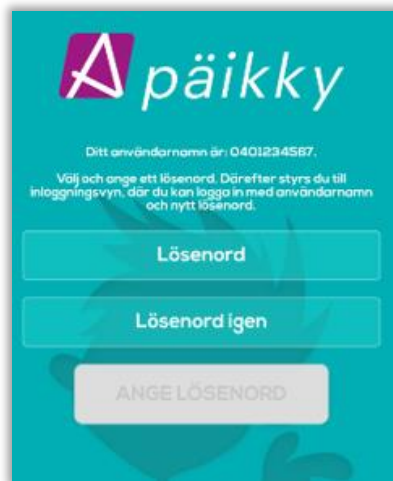 A päikky
Ditt användarnamn är: 0401234567.
Välj och ange ett lösenord. Därefter styrs du till
inloggningsvyn, där du kan logga in med användarnamn
och nytt lösenord.
Lösenord
Lösenord igen
ANGE LÖSENORD